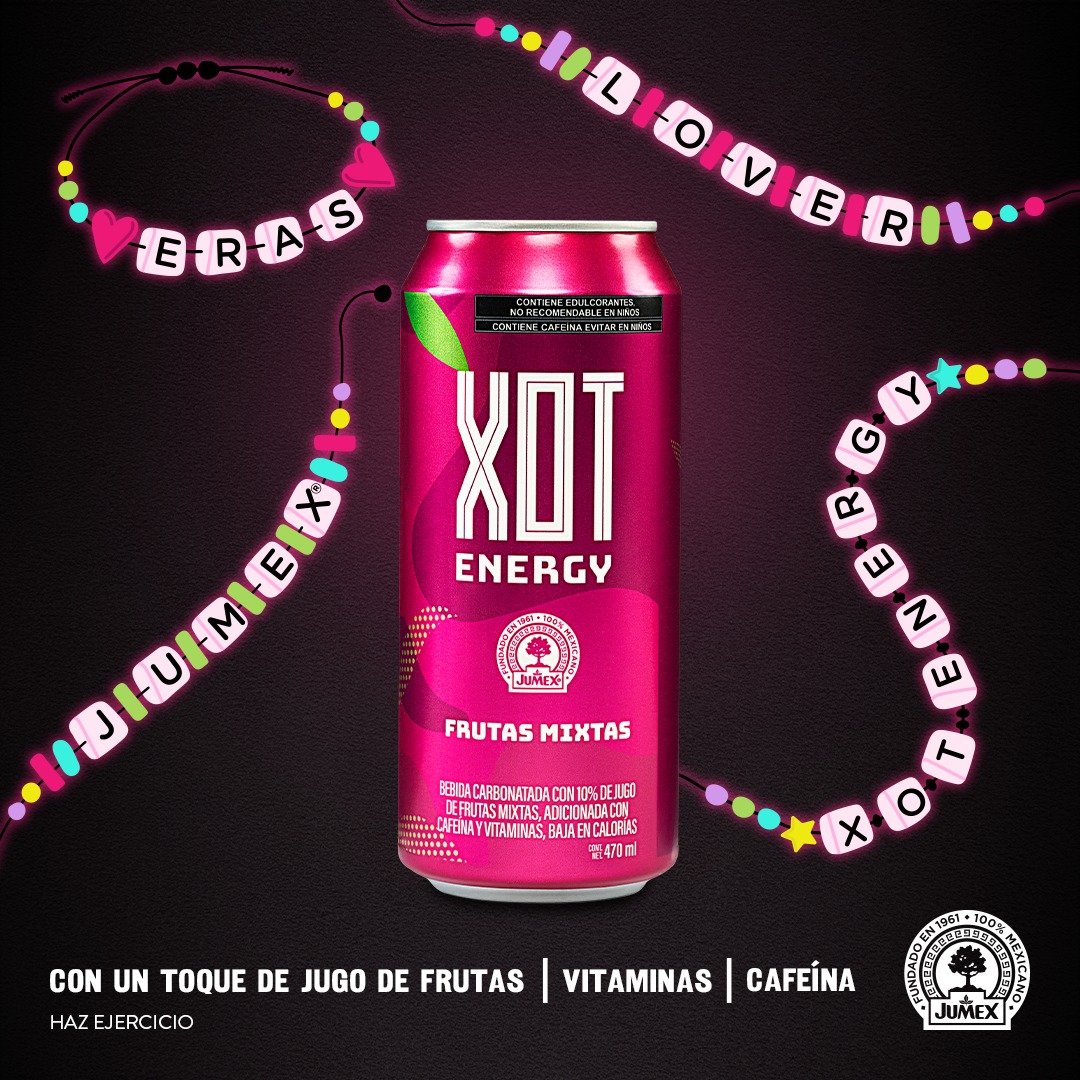 LOVER
ERAS
CONTIENE EDULCORANTES,
NO RECOMENDABLE EN NIÑOS
CONTIENE CAFEÍNA EVITAR EN NIÑOS
XOT
ENERGY
JUMEX®
XOT ENERGY
FUNDADO EN 1961 • 100% MEXICANO
JUMEX®
FRUTAS MIXTAS
BEBIDA CARBONATADA CON 10% DE JUGO
DE FRUTAS MIXTAS, ADICIONADA CON
CAFEÍNA Y VITAMINAS, BAJA EN CALORÍAS
CONT. NET. 470 ml
CON UN TOQUE DE JUGO DE FRUTAS | VITAMINAS | CAFEÍNA
HAZ EJERCICIO
FUNDADO EN 1961 • 100% MEXICANO
JUMEX